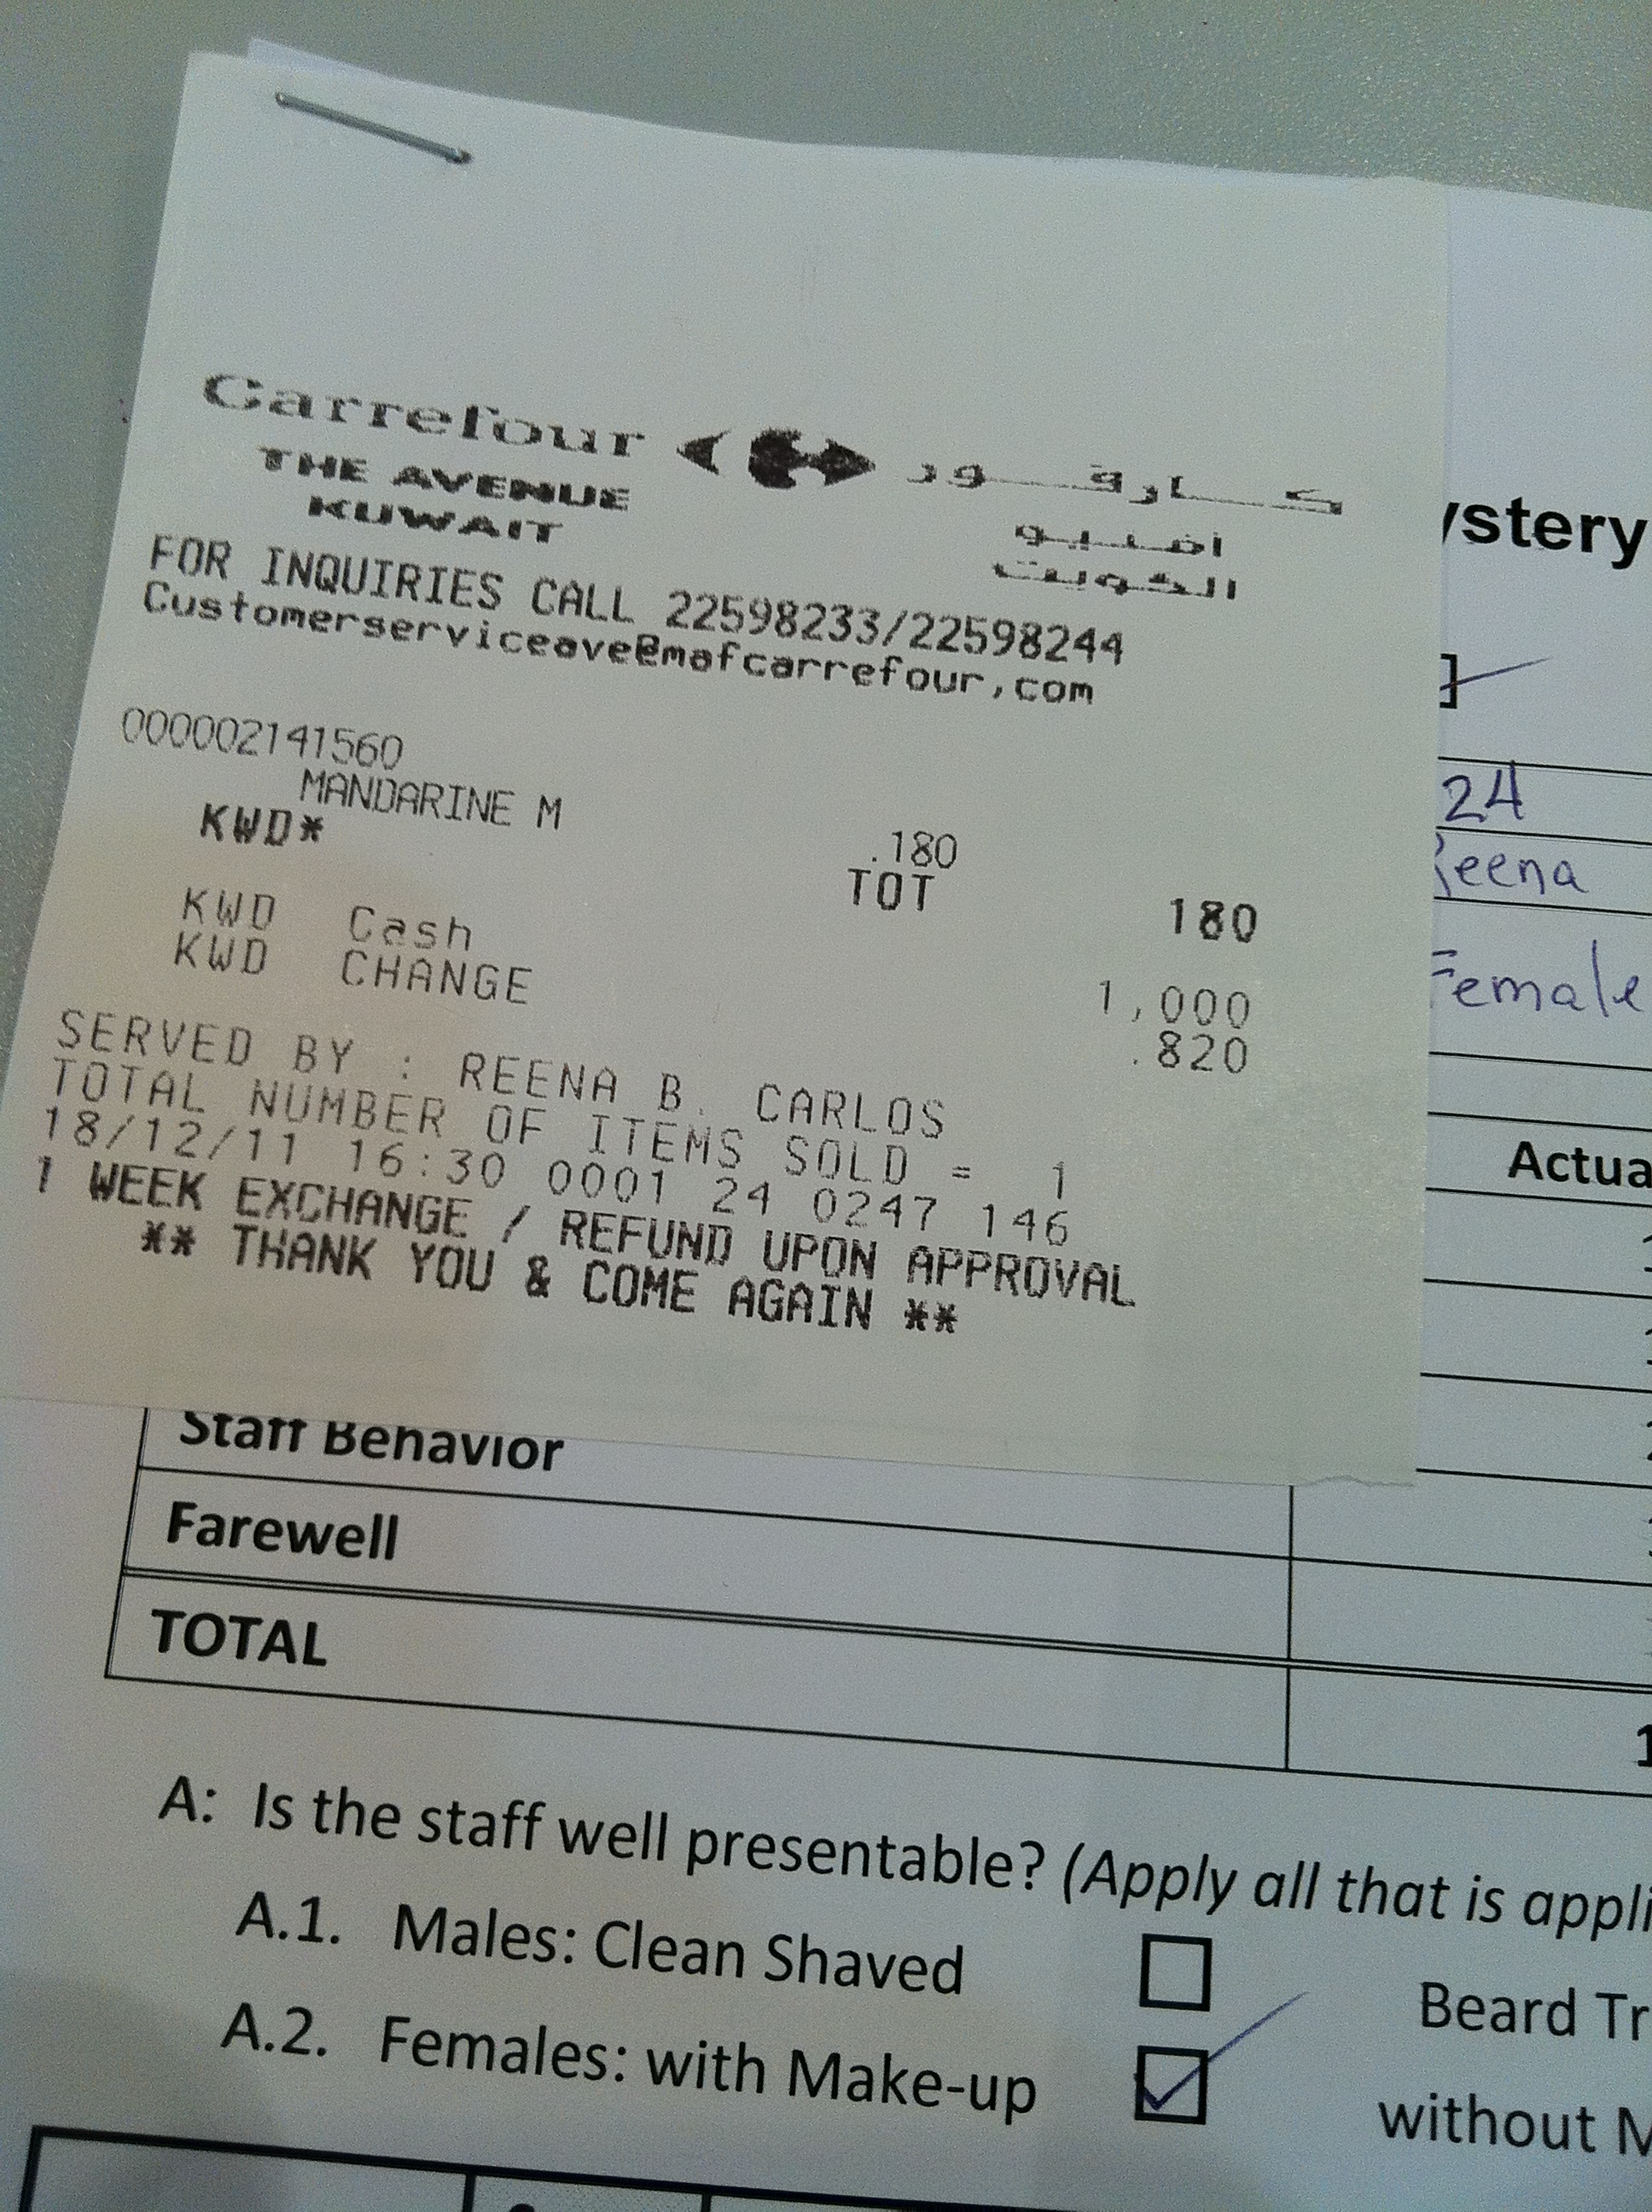 Carrefour كارفور
THE AVENUE افنيو
KUWAIT الكويت
FOR INQUIRIES CALL 22598233/22598244
Customerserviceave@mafcarrefour,com
000002141560
MANDARINE M .180
KWD* TOT 180
KWD Cash 1,000
KWD CHANGE .820
SERVED BY : REENA B. CARLOS
TOTAL NUMBER OF ITEMS SOLD = 1
18/12/11 16:30 0001 24 0247 146
1 WEEK EXCHANGE / REFUND UPON APPROVAL
** THANK YOU & COME AGAIN **
ystery
]
24
Reena
Female
Actua
Staff Behavior
Farewell
TOTAL 1
A: Is the staff well presentable? (Apply all that is appli
A.1. Males: Clean Shaved Beard Tr
A.2. Females: with Make-up without M